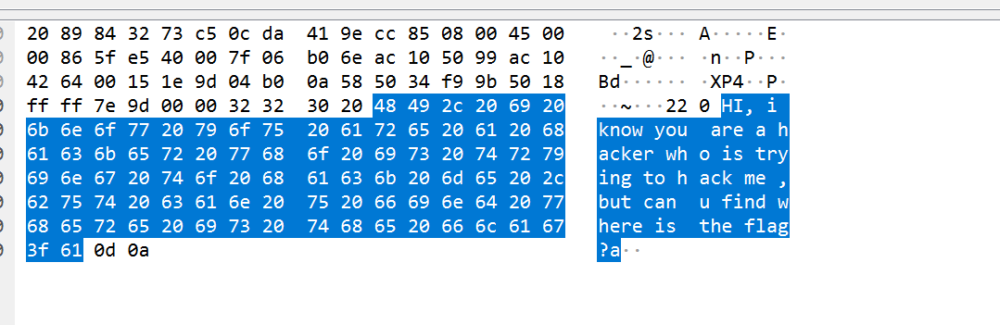 20 89 84 32 73 c5 0c da 41 9e cc 85 08 00 45 00 ··2s··· A·····E·
00 86 5f e5 40 00 7f 06 b0 6e ac 10 50 99 ac 10 ··_·@··· ·n··P···
42 64 00 15 1e 9d 04 b0 0a 58 50 34 f9 9b 50 18 Bd······ ·XP4··P·
ff ff 7e 9d 00 00 32 32 30 20 48 49 2c 20 69 20 ··~···22 0 HI, i
6b 6e 6f 77 20 79 6f 75 20 61 72 65 20 61 20 68 know you are a h
61 63 6b 65 72 20 77 68 6f 20 69 73 20 74 72 79 acker wh o is try
69 6e 67 20 74 6f 20 68 61 63 6b 20 6d 65 20 2c ing to h ack me ,
62 75 74 20 63 61 6e 20 75 20 66 69 6e 64 20 77 but can u find w
68 65 72 65 20 69 73 20 74 68 65 20 66 6c 61 67 here is the flag
3f 61 0d 0a ?a··